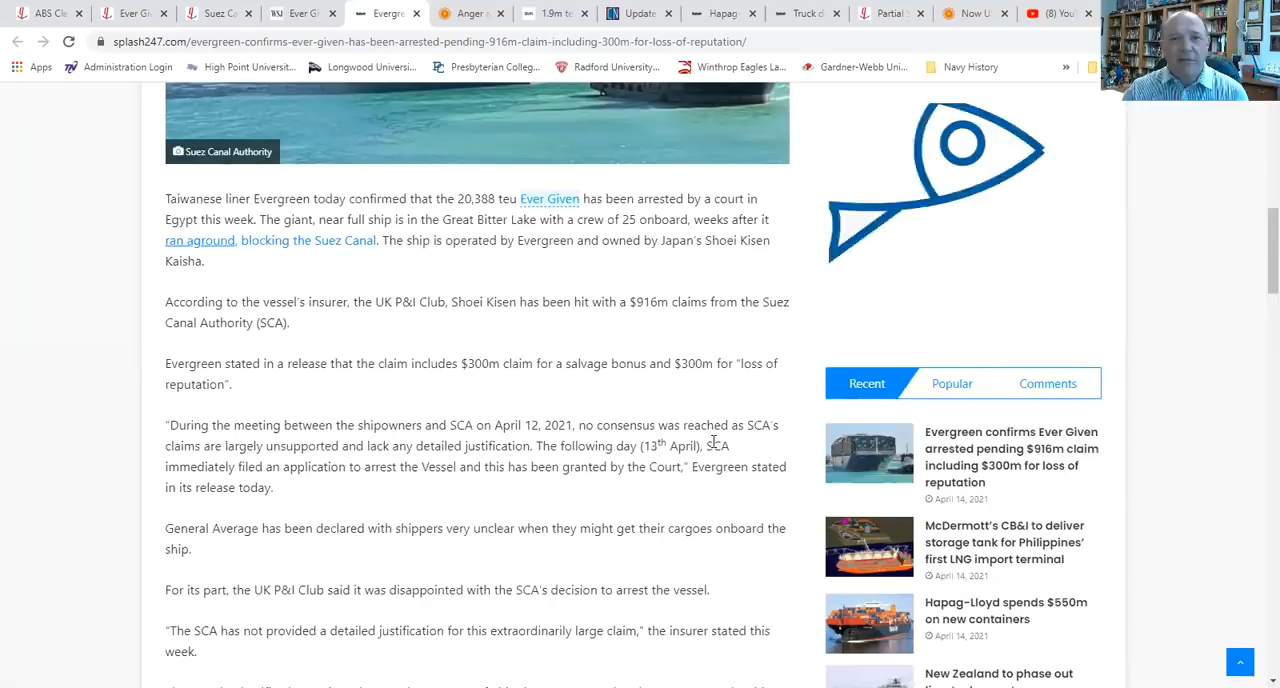 ABS Cle
Ever Gi
Suez Ca
WSJ
Ever Gi
Evergre
Anger
1.9m te
Update
Hapag-
Truck d
Partial S
Now U
(8) YouT
splash247.com/evergreen-confirms-ever-given-has-been-arrested-pending-916m-claim-including-300m-for-loss-of-reputation/
Apps
Administration Login
High Point Universit...
Longwood Universi...
Presbyterian Colleg...
Radford University...
Winthrop Eagles La...
Gardner-Webb Uni...
Navy History
»
Suez Canal Authority
Taiwanese liner Evergreen today confirmed that the 20,388 teu Ever Given has been arrested by a court in
Egypt this week. The giant, near full ship is in the Great Bitter Lake with a crew of 25 onboard, weeks after it
ran aground, blocking the Suez Canal. The ship is operated by Evergreen and owned by Japan's Shoei Kisen
Kaisha.
According to the vessel's insurer, the UK P&I Club, Shoei Kisen has been hit with a $916m claims from the Suez
Canal Authority (SCA).
Evergreen stated in a release that the claim includes $300m claim for a salvage bonus and $300m for "loss of
reputation".
"During the meeting between the shipowners and SCA on April 12, 2021, no consensus was reached as SCA's
claims are largely unsupported and lack any detailed justification. The following day (13th April), SCA
immediately filed an application to arrest the Vessel and this has been granted by the Court," Evergreen stated
in its release today.
General Average has been declared with shippers very unclear when they might get their cargoes onboard the
ship.
For its part, the UK P&I Club said it was disappointed with the SCA's decision to arrest the vessel.
"The SCA has not provided a detailed justification for this extraordinarily large claim," the insurer stated this
week.
Recent
Popular
Comments
Evergreen confirms Ever Given
arrested pending $916m claim
including $300m for loss of
reputation
April 14, 2021
McDermott's CB&I to deliver
storage tank for Philippines'
first LNG import terminal
April 14, 2021
Hapag-Lloyd spends $550m
on new containers
April 14, 2021
New Zealand to phase out